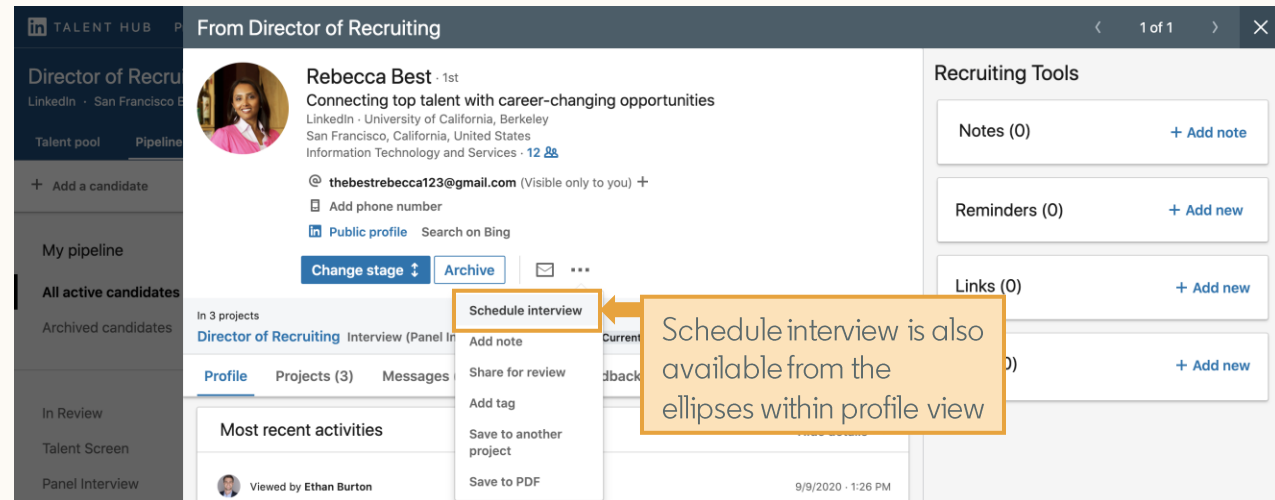 in TALENT HUB P
From Director of Recruiting
1 of 1
Director of Recrui
LinkedIn · San Francisco B
Talent pool Pipeline
+ Add a candidate
My pipeline
All active candidates
Archived candidates
In Review
Talent Screen
Panel Interview
Rebecca Best · 1st
Connecting top talent with career-changing opportunities
LinkedIn · University of California, Berkeley
San Francisco, California, United States
Information Technology and Services · 12
@ thebestrebecca123@gmail.com (Visible only to you) +
Add phone number
in Public profile Search on Bing
Change stage Archive
In 3 projects
Director of Recruiting Interview (Panel In
Current
Profile Projects (3) Messages dback
Schedule interview
Add note
Share for review
Add tag
Save to another
project
Save to PDF
Schedule interview is also
available from the
ellipses within profile view
Most recent activities
Viewed by Ethan Burton 9/9/2020 · 1:26 PM
Recruiting Tools
Notes (0) + Add note
Reminders (0) + Add new
Links (0) + Add new
0) + Add new